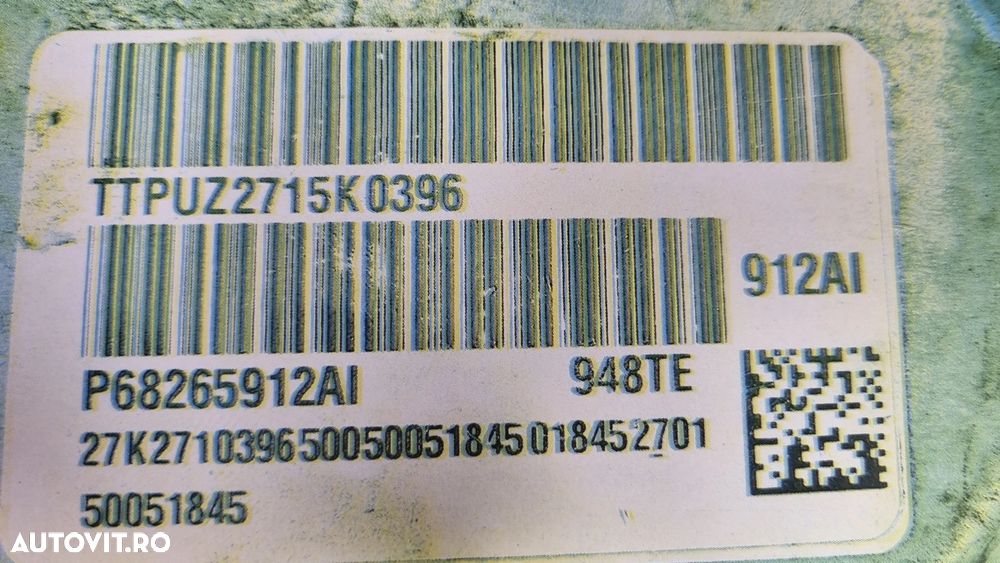 TTPUZ2715K0396
912AI
P68265912AI 948TE
27K271039650050051845018452701
50051845
AUTOVIT.RO